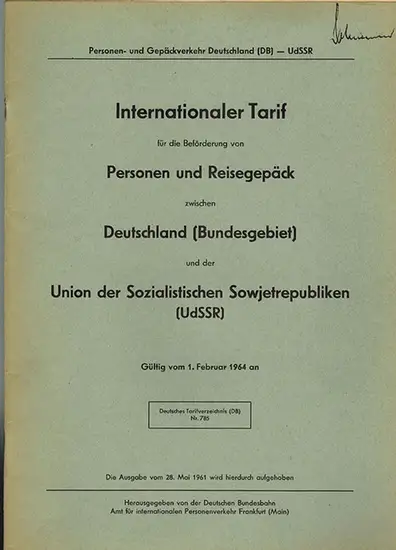 Personen- und Gepäckverkehr Deutschland (DB) — UdSSR
Internationaler Tarif
für die Beförderung von
Personen und Reisegepäck
zwischen
Deutschland (Bundesgebiet)
und der
Union der Sozialistischen Sowjetrepubliken
(UdSSR)
Gültig vom 1. Februar 1964 an
Deutsches Tarifverzeichnis (DB)
Nr. 785
Die Ausgabe vom 28. Mai 1961 wird hierdurch aufgehoben
Herausgegeben von der Deutschen Bundesbahn
Amt für internationalen Personenverkehr Frankfurt (Main)